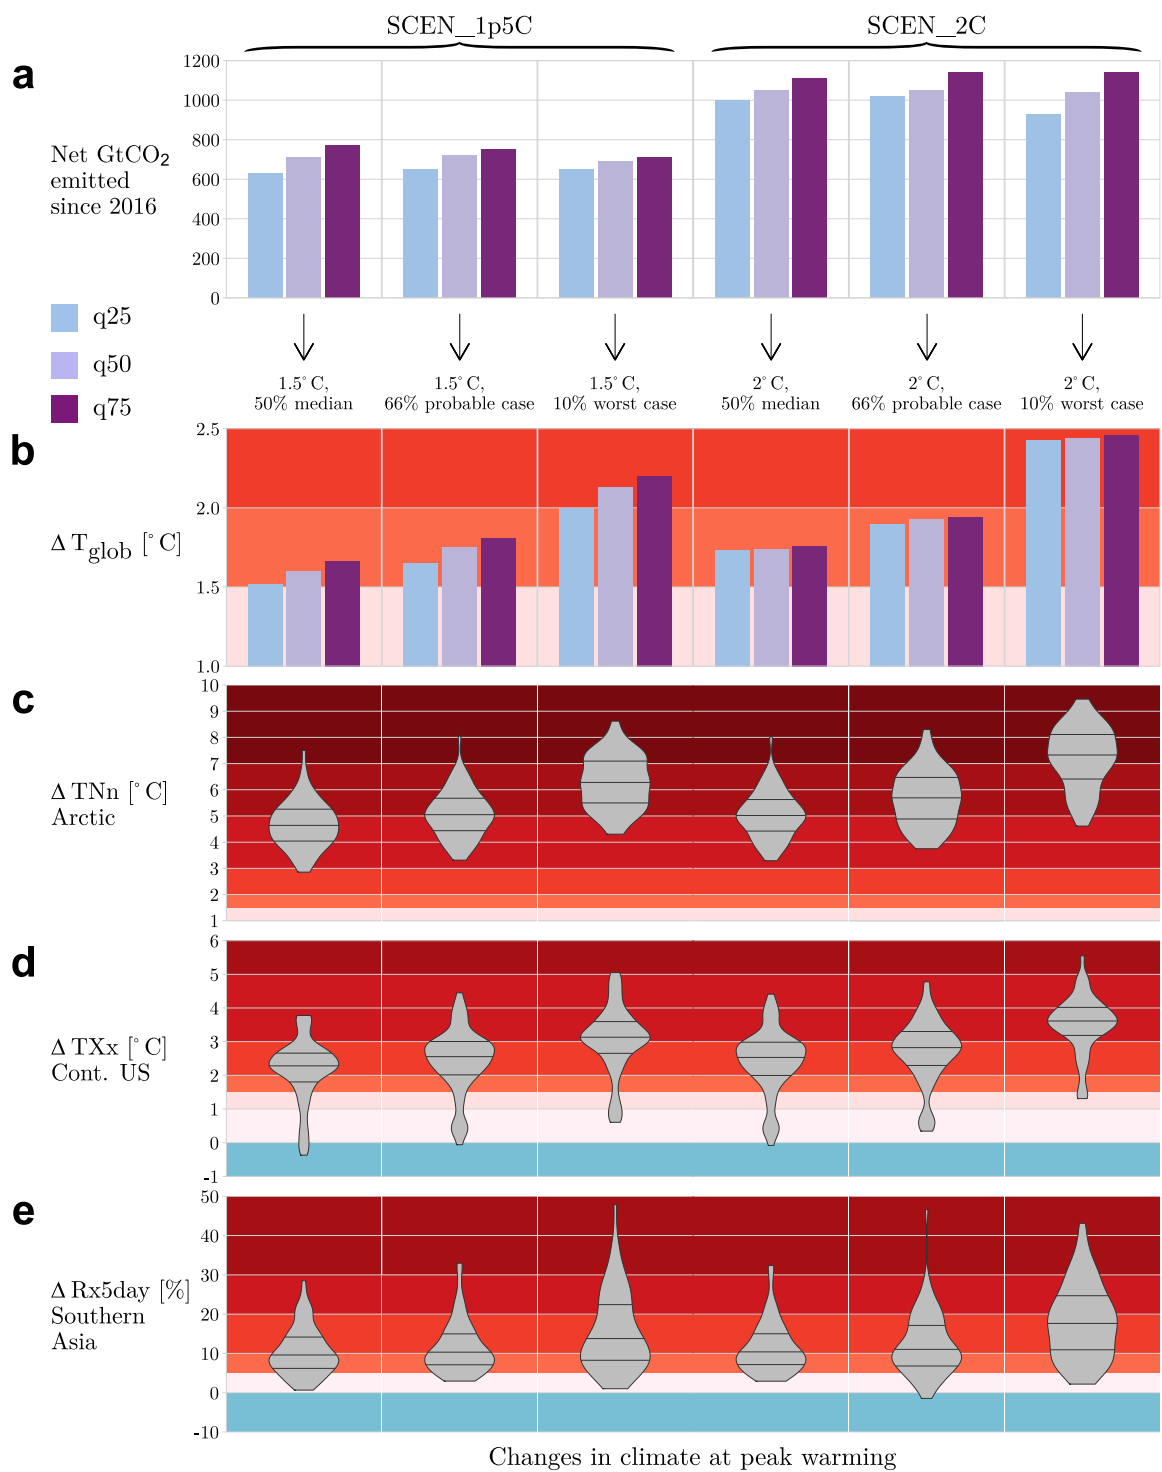 SCEN_1p5C SCEN_2C
a
1200
1000
800
600
400
200
0
Net GtCO2
emitted
since 2016
q25
q50
q75
1.5°C, 1.5°C, 1.5°C, 2°C, 2°C, 2°C,
50% median 66% probable case 10% worst case 50% median 66% probable case 10% worst case
b
2.5
2.0
1.5
1.0
Δ Tglob [°C]
c
10
9
8
7
6
5
4
3
2
1
Δ TNn [°C]
Arctic
d
6
5
4
3
2
1
0
-1
Δ TXx [°C]
Cont. US
e
50
40
30
20
10
0
-10
Δ Rx5day [%]
Southern
Asia
Changes in climate at peak warming